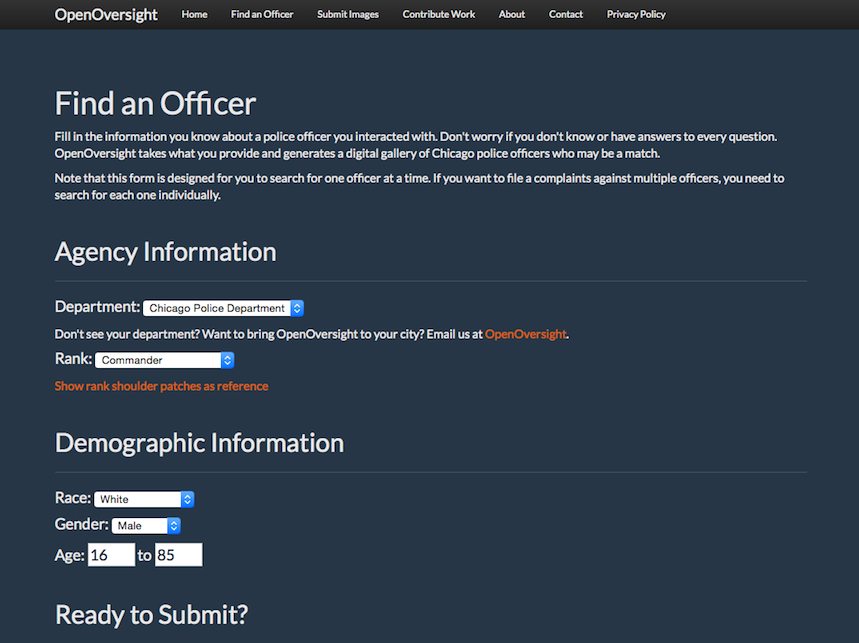 OpenOversight Home Find an Officer Submit Images Contribute Work About Contact Privacy Policy
Find an Officer
Fill in the information you know about a police officer you interacted with. Don't worry if you don't know or have answers to every question.
OpenOversight takes what you provide and generates a digital gallery of Chicago police officers who may be a match.
Note that this form is designed for you to search for one officer at a time. If you want to file a complaints against multiple officers, you need to
search for each one individually.
Agency Information
Department: Chicago Police Department
Don't see your department? Want to bring OpenOversight to your city? Email us at OpenOversight.
Rank: Commander
Show rank shoulder patches as reference
Demographic Information
Race: White
Gender: Male
Age: 16 to 85
Ready to Submit?